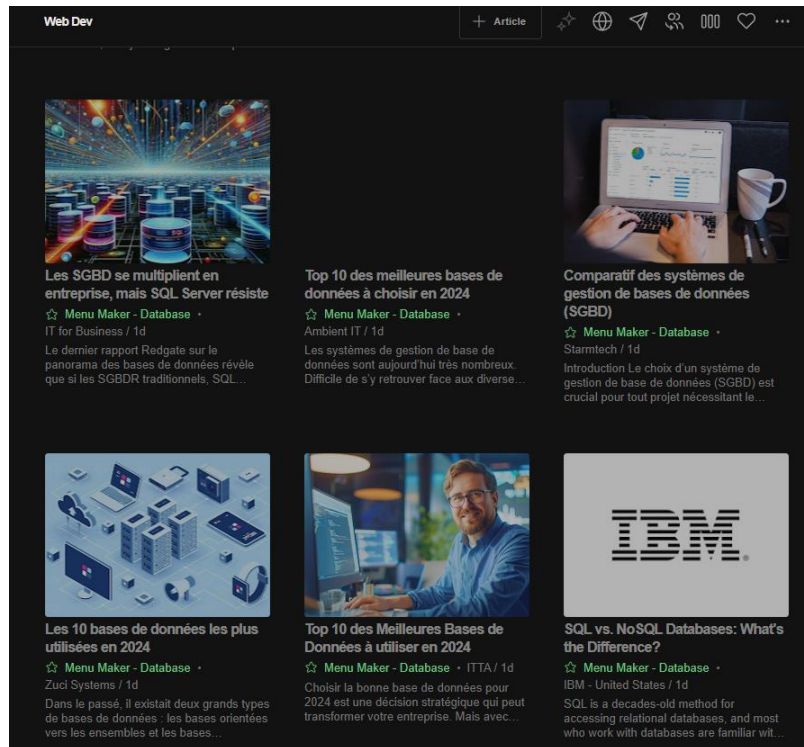 Web Dev
+ Article
Les SGBD se multiplient en
entreprise, mais SQL Server résiste
Menu Maker - Database •
IT for Business / 1d
Le dernier rapport Redgate sur le
panorama des bases de données révèle
que si les SGBDR traditionnels, SQL...
Top 10 des meilleures bases de
données à choisir en 2024
Menu Maker - Database •
Ambient IT / 1d
Les systèmes de gestion de base de
données sont aujourd'hui très nombreux.
Difficile de s'y retrouver face aux diverse...
Comparatif des systèmes de
gestion de bases de données
(SGBD)
Menu Maker - Database •
Starmtech / 1d
Introduction Le choix d'un système de
gestion de base de données (SGBD) est
crucial pour tout projet nécessitant le...
Les 10 bases de données les plus
utilisées en 2024
Menu Maker - Database •
Zuci Systems / 1d
Dans le passé, il existait deux grands types
de bases de données : les bases orientées
vers les ensembles et les bases...
Top 10 des Meilleures Bases de
Données à utiliser en 2024
Menu Maker - Database • ITTA / 1d
Choisir la bonne base de données pour
2024 est une décision stratégique qui peut
transformer votre entreprise. Mais avec...
IBM
SQL vs. NoSQL Databases: What's
the Difference?
Menu Maker - Database •
IBM - United States / 1d
SQL is a decades-old method for
accessing relational databases, and most
who work with databases are familiar wit...